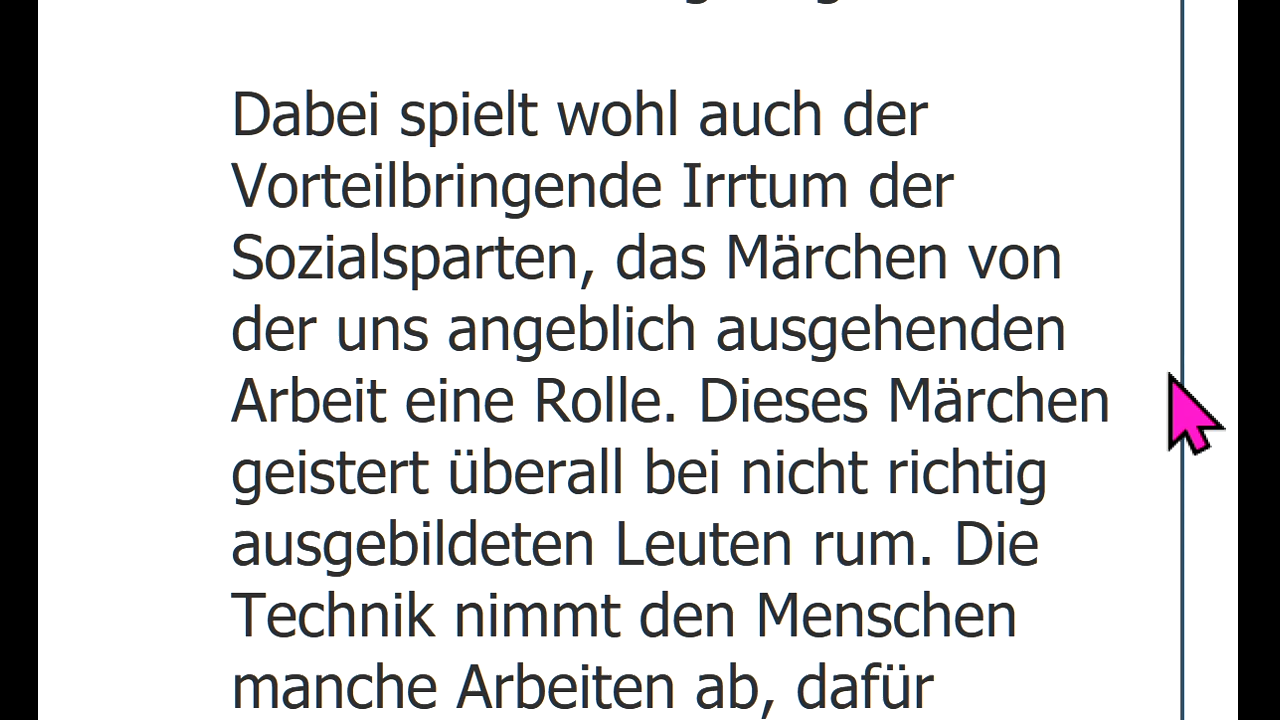 Dabei spielt wohl auch der
Vorteilbringende Irrtum der
Sozialsparten, das Märchen von
der uns angeblich ausgehenden
Arbeit eine Rolle. Dieses Märchen
geistert überall bei nicht richtig
ausgebildeten Leuten rum. Die
Technik nimmt den Menschen
manche Arbeiten ab, dafür